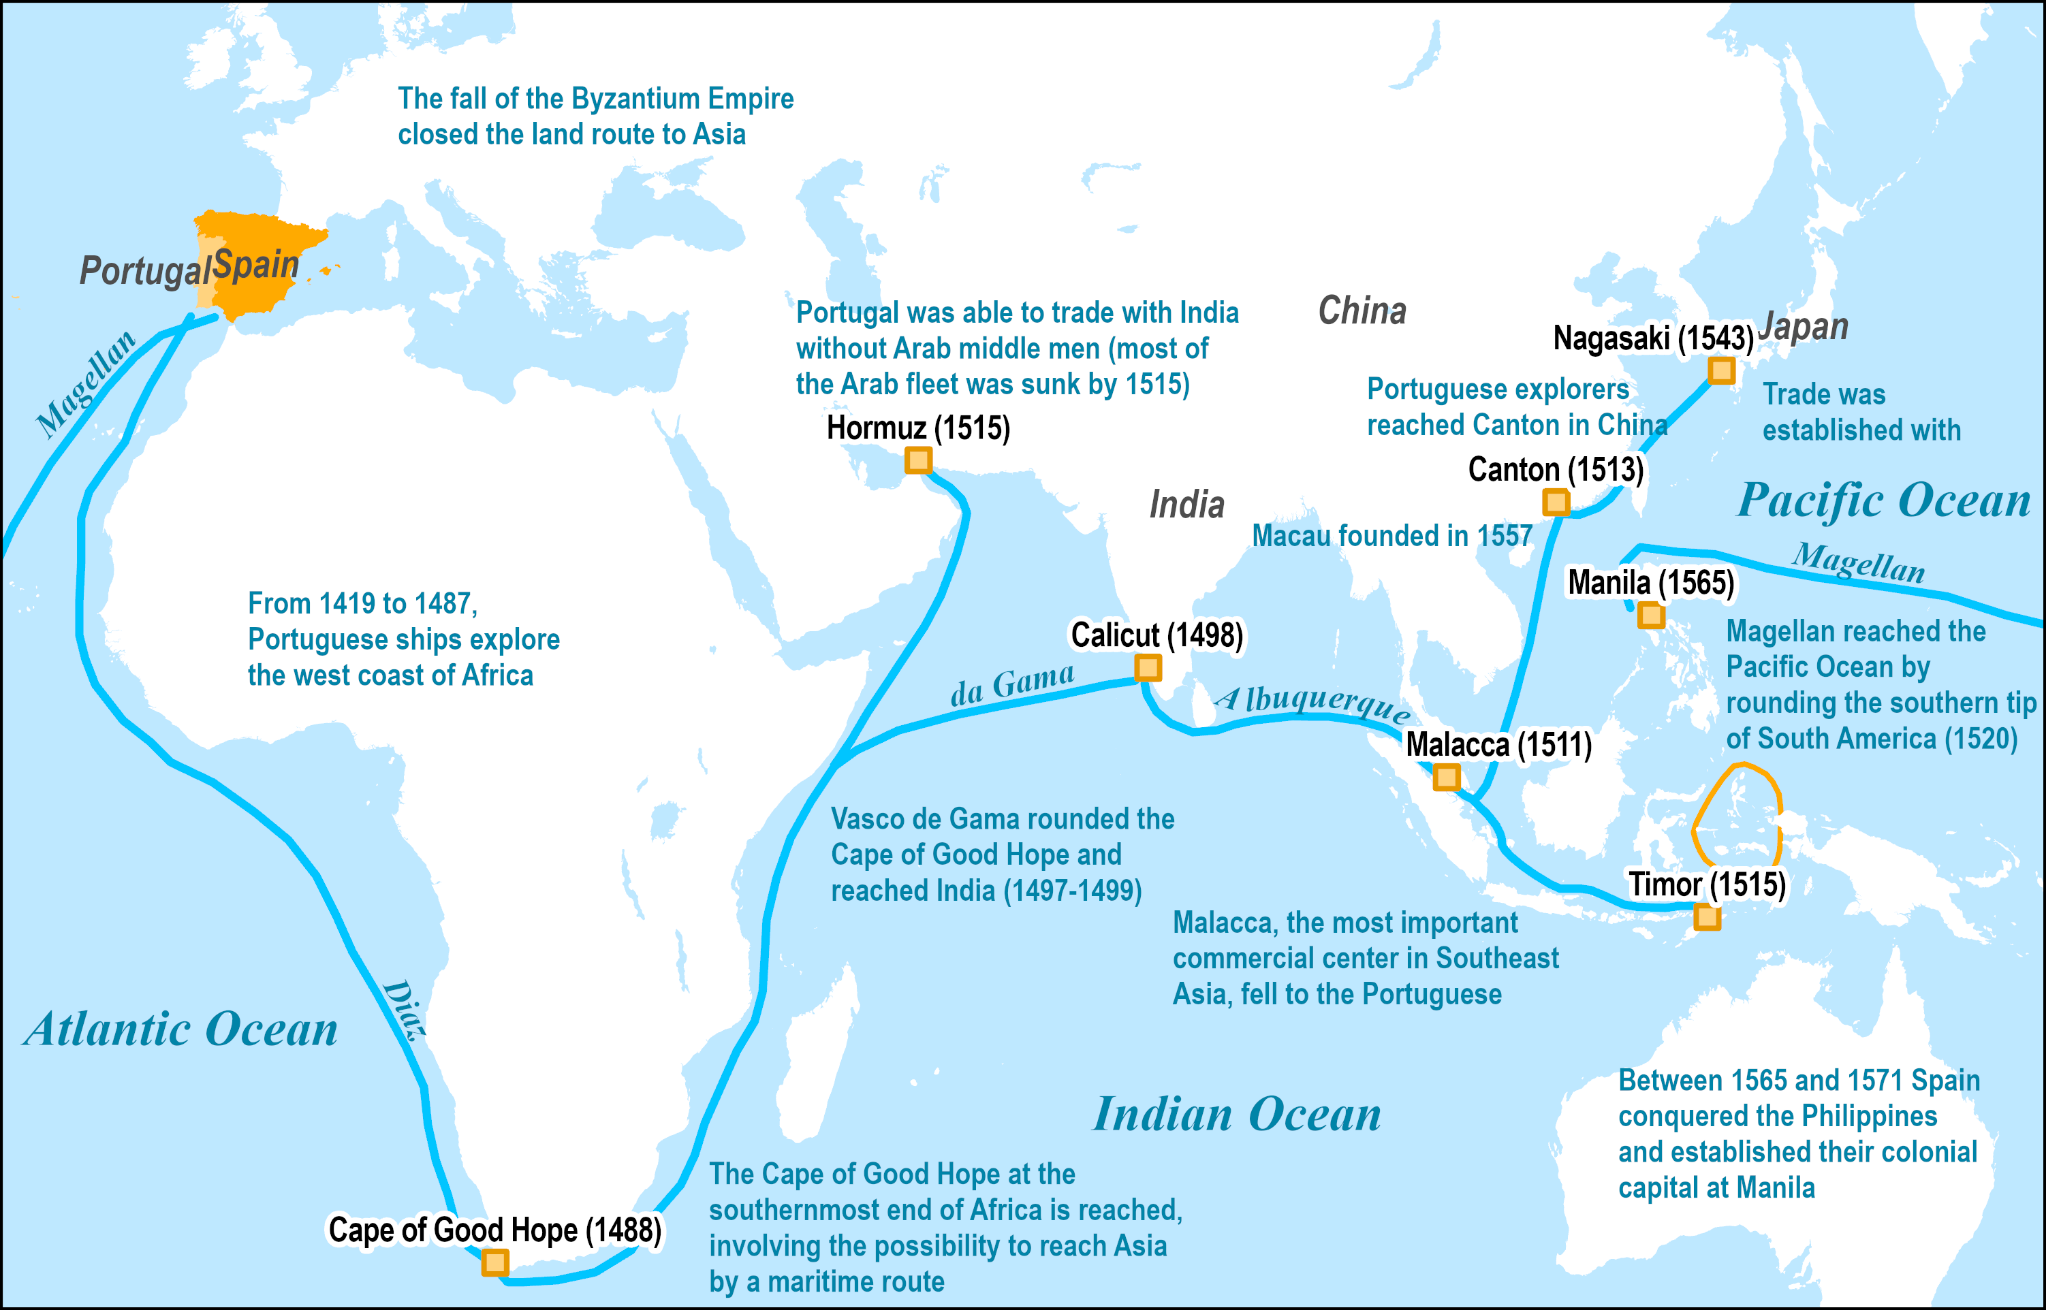 The fall of the Byzantium Empire
closed the land route to Asia
Portugal
Spain
Magellan
Portugal was able to trade with India
without Arab middle men (most of
the Arab fleet was sunk by 1515)
Hormuz (1515)
China
Nagasaki (1543)
Japan
Portuguese explorers
reached Canton in China
Trade was
established with
Canton (1513)
India
Pacific Ocean
Macau founded in 1557
Magellan
Manila (1565)
From 1419 to 1487,
Portuguese ships explore
the west coast of Africa
Calicut (1498)
da Gama
Albuquerque
Magellan reached the
Pacific Ocean by
rounding the southern tip
of South America (1520)
Malacca (1511)
Vasco de Gama rounded the
Cape of Good Hope and
reached India (1497-1499)
Timor (1515)
Malacca, the most important
commercial center in Southeast
Asia, fell to the Portuguese
Diaz
Atlantic Ocean
Indian Ocean
Between 1565 and 1571 Spain
conquered the Philippines
and established their colonial
capital at Manila
Cape of Good Hope (1488)
The Cape of Good Hope at the
southernmost end of Africa is reached,
involving the possibility to reach Asia
by a maritime route